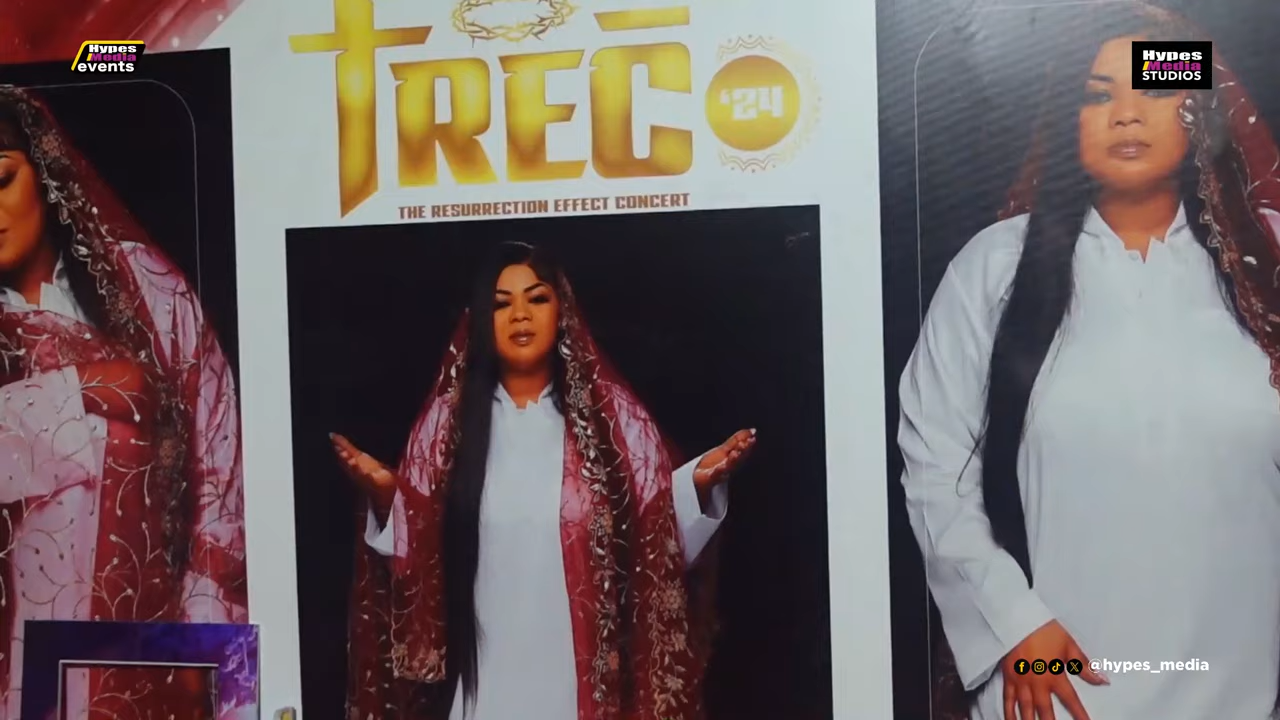 Hypes
Media
events
TREC
'24
THE RESURRECTION EFFECT CONCERT
Hypes
Media
STUDIOS
@hypes_media